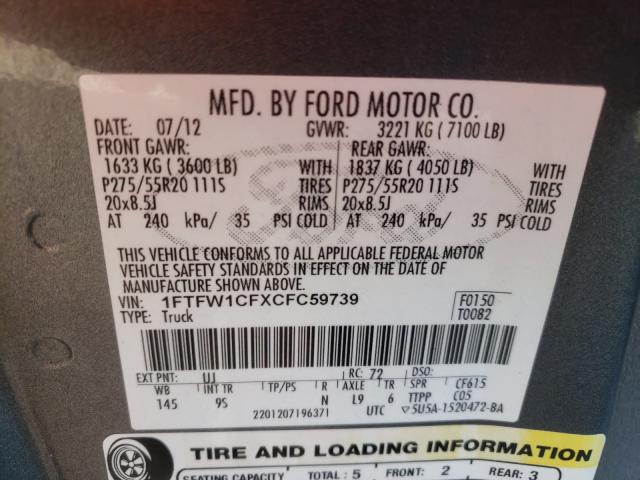 MFD. BY FORD MOTOR CO.
DATE: 07/12 GVWR: 3221 KG (7100 LB)
FRONT GAWR: REAR GAWR:
1633 KG (3600 LB) WITH 1837 KG (4050 LB) WITH
P275/55R20 111S TIRES P275/55R20 111S TIRES
20x8.5J RIMS 20x8.5J RIMS
AT 240 kPa/ 35 PSI COLD AT 240 kPa/ 35 PSI COLD
THIS VEHICLE CONFORMS TO ALL APPLICABLE FEDERAL MOTOR
VEHICLE SAFETY STANDARDS IN EFFECT ON THE DATE OF
MANUFACTURE SHOWN ABOVE.
VIN: 1FTFW1CFXCFC59739 F0150
TYPE: Truck T0082
EXT PNT: UJ RC: 72 DSO:
WB INT TR TP/PS R AXLE TR SPR CF615
145 9S N L9 6 TTPP C05
2201207196371 UTC 5U5A-1520472-BA
TIRE AND LOADING INFORMATION
SEATING CAPACITY TOTAL: 5 FRONT: 2 REAR: 3